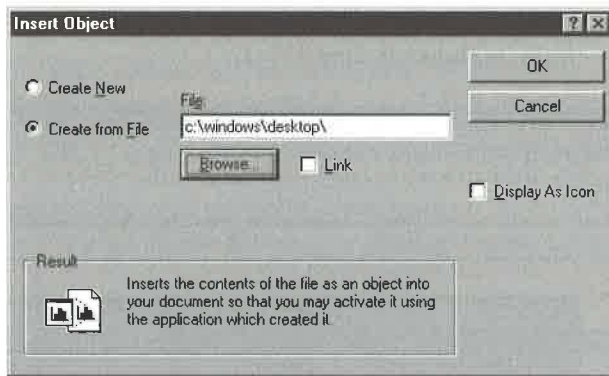 Insert Object
? ×
Create New
Create from File
File:
c:\windows\desktop\
Browse...
Link
OK
Cancel
Display As Icon
Result
Inserts the contents of the file as an object into
your document so that you may activate it using
the application which created it.